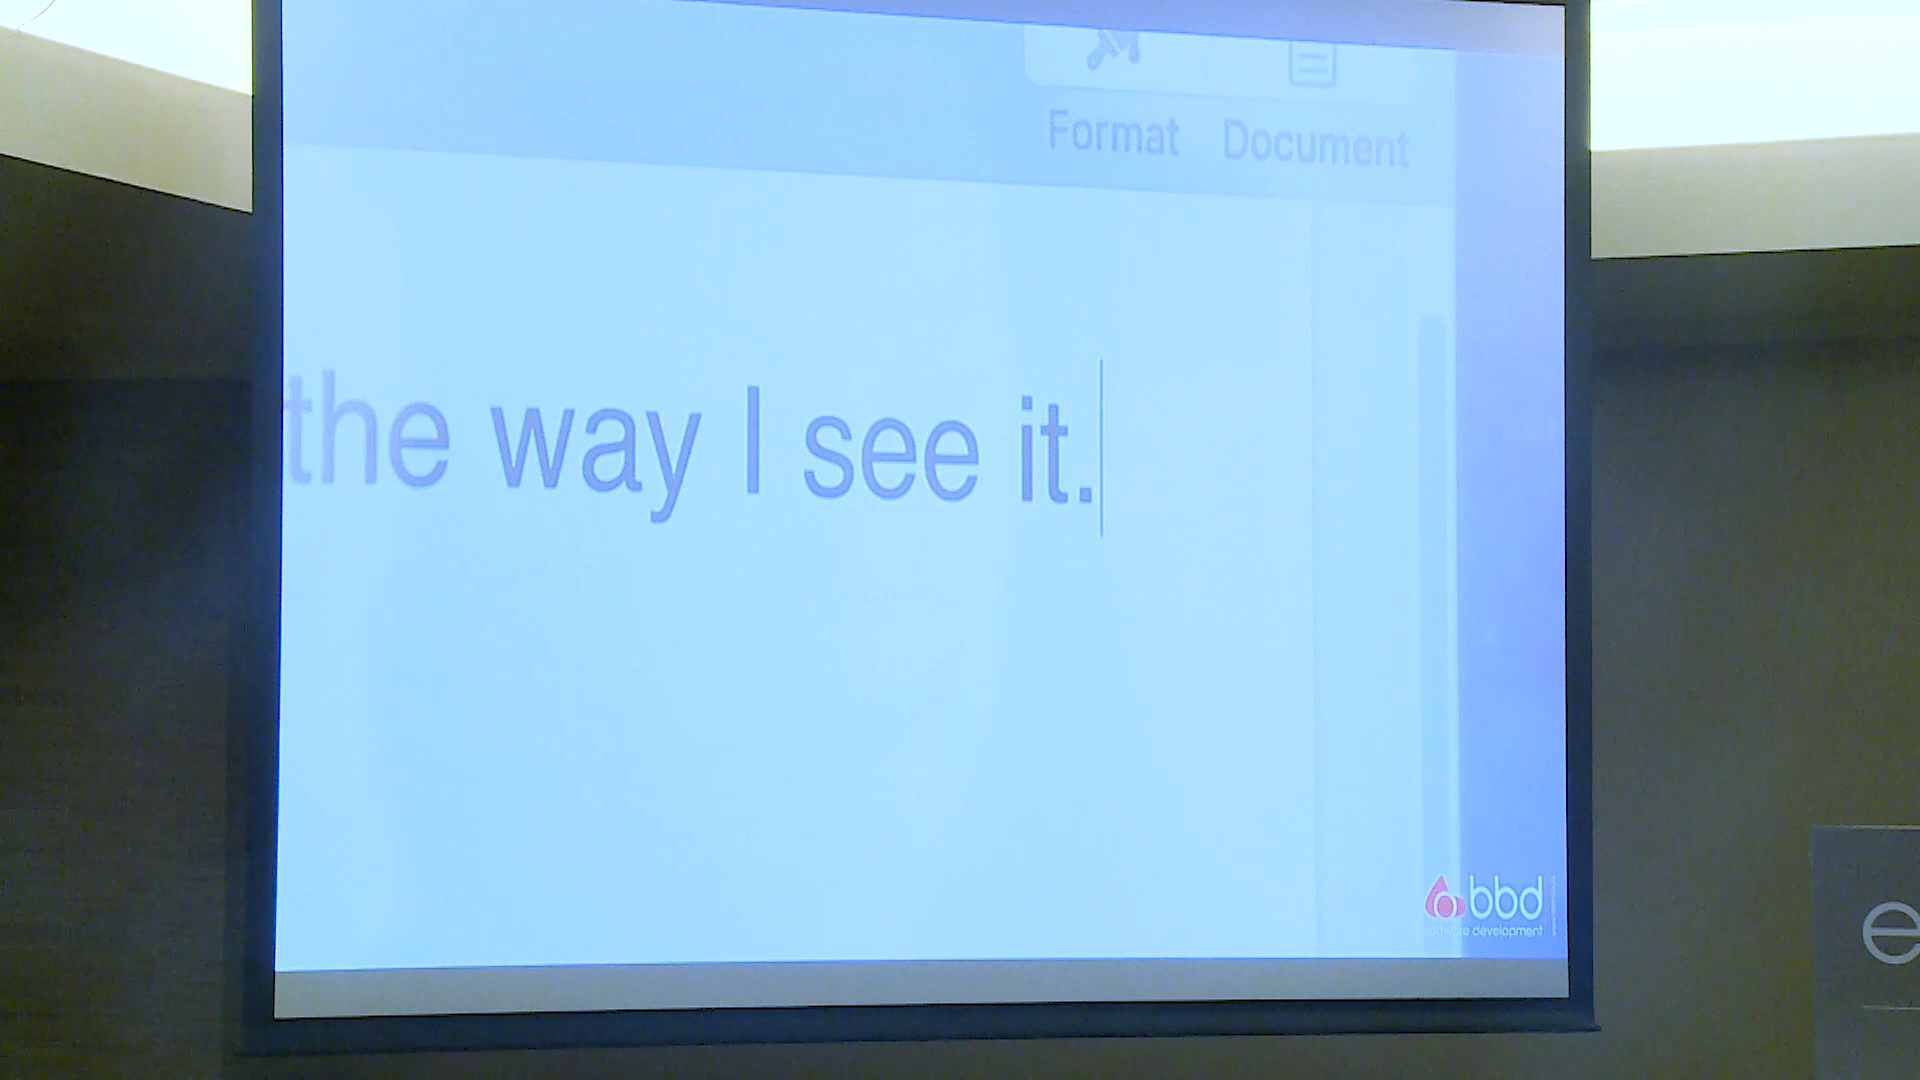 Format Document
the way I see it.
bbd
software development
e